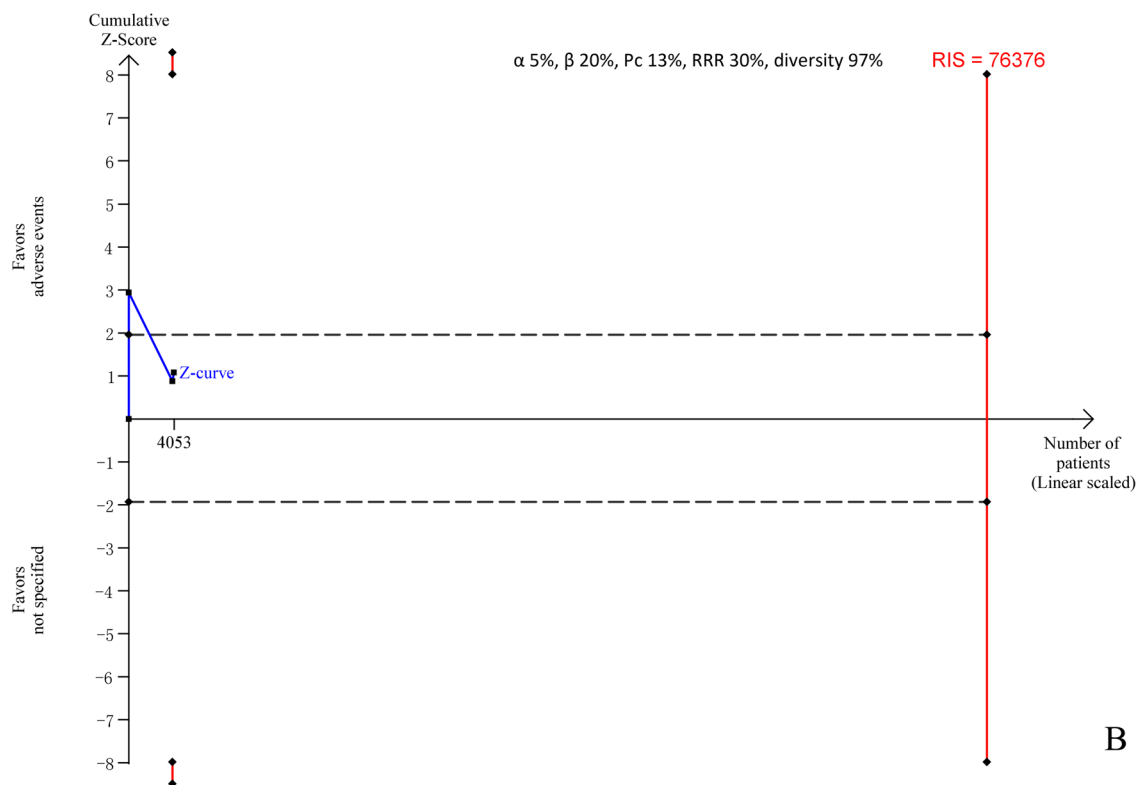 Cumulative
Z-Score
α 5%, β 20%, Pc 13%, RRR 30%, diversity 97%
RIS = 76376
8
7
6
5
4
3
2
1
Favors
adverse events
Z-curve
4053
Number of
patients
(Linear scaled)
-1
-2
-3
-4
-5
-6
-7
-8
Favors
not specified
B